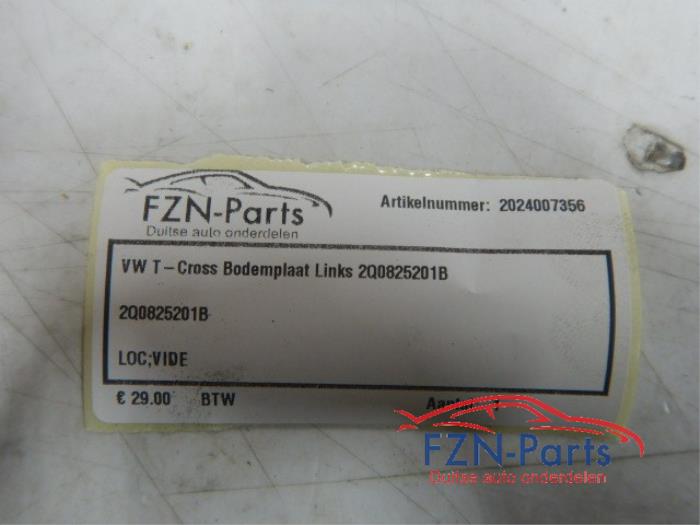 FZN-Parts
Duitse auto onderdelen
Artikelnummer: 2024007356
VW T-Cross Bodemplaat Links 2Q0825201B
2Q0825201B
LOC;VIDE
€ 29.00 BTW
FZN-Parts
Duitse auto onderdelen